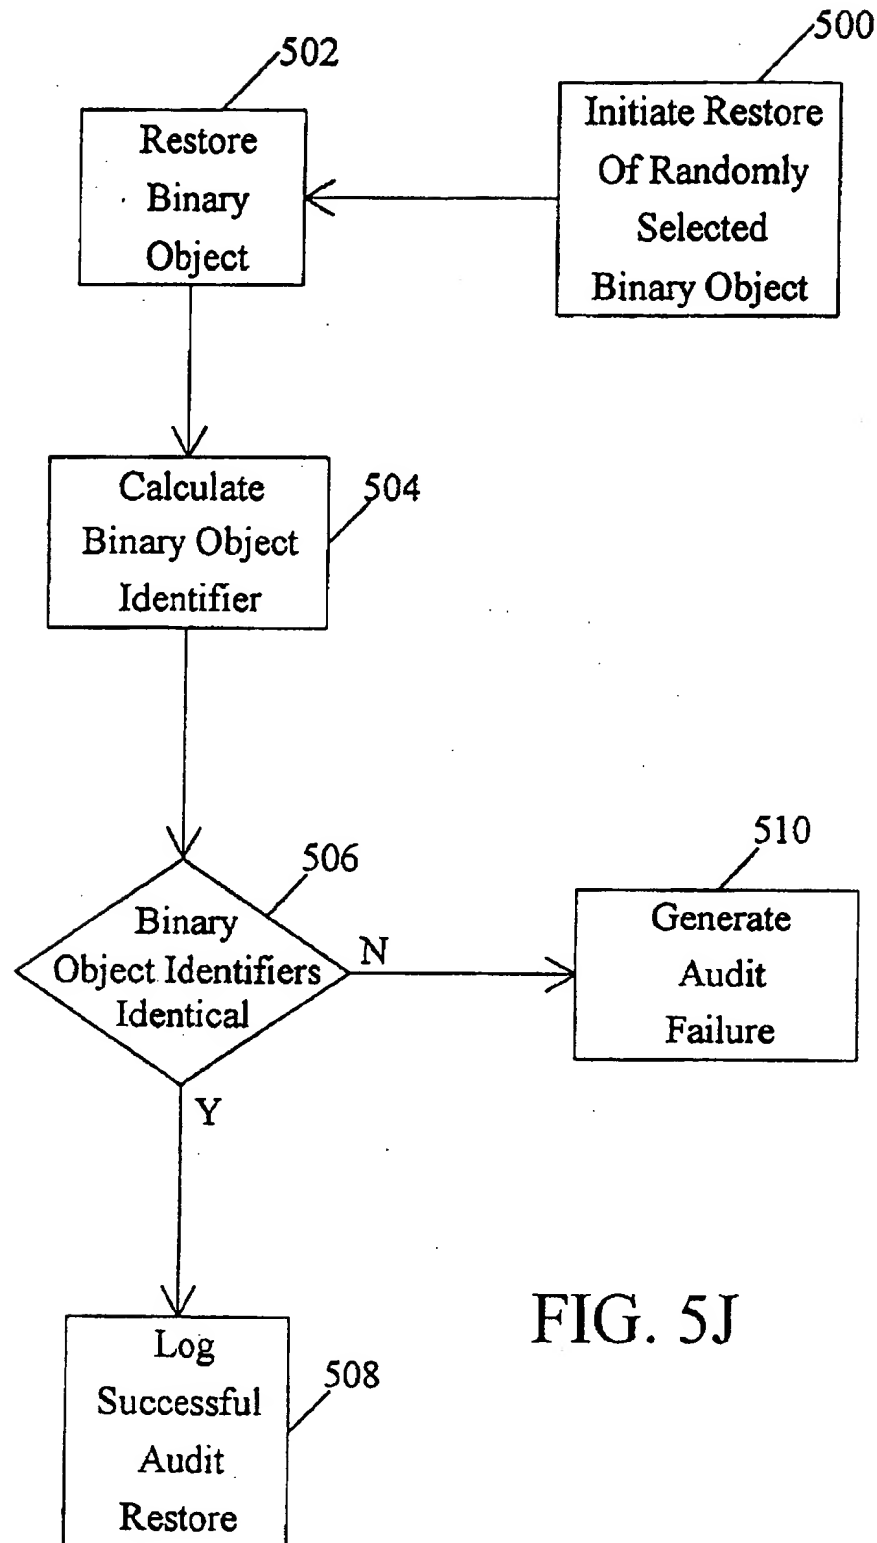 500
Initiate Restore
Of Randomly
Selected
Binary Object
502
Restore
Binary
Object
504
Calculate
Binary Object
Identifier
506
Binary
Object Identifiers
Identical
N
Y
510
Generate
Audit
Failure
508
Log
Successful
Audit
Restore
FIG. 5J